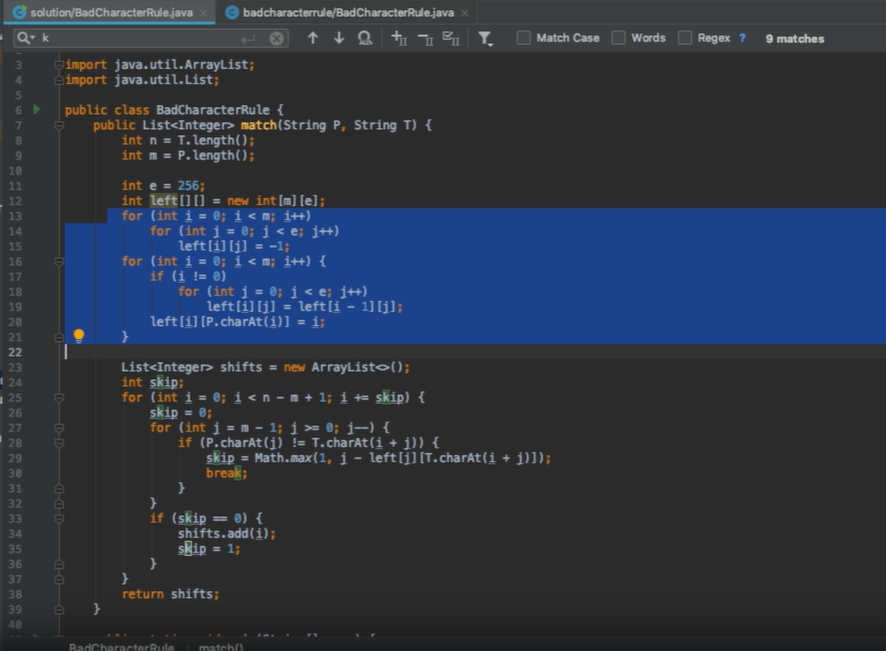 solution/BadCharacterRule.java × badcharacterrule/BadCharacterRule.java ×
k Match Case Words Regex ? 9 matches
3 import java.util.ArrayList;
4 import java.util.List;
5
6 public class BadCharacterRule {
7 public List<Integer> match(String P, String T) {
8 int n = T.length();
9 int m = P.length();
10
11 int e = 256;
12 int left[][] = new int[m][e];
13 for (int i = 0; i < m; i++)
14 for (int j = 0; j < e; j++)
15 left[i][j] = -1;
16 for (int i = 0; i < m; i++) {
17 if (i != 0)
18 for (int j = 0; j < e; j++)
19 left[i][j] = left[i - 1][j];
20 left[i][P.charAt(i)] = i;
21 }
22
23 List<Integer> shifts = new ArrayList<>();
24 int skip;
25 for (int i = 0; i < n - m + 1; i += skip) {
26 skip = 0;
27 for (int j = m - 1; j >= 0; j--) {
28 if (P.charAt(j) != T.charAt(i + j)) {
29 skip = Math.max(1, j - left[j][T.charAt(i + j)]);
30 break;
31 }
32 }
33 if (skip == 0) {
34 shifts.add(i);
35 skip = 1;
36 }
37 }
38 return shifts;
39 }
40
BadCharacterRule › match()